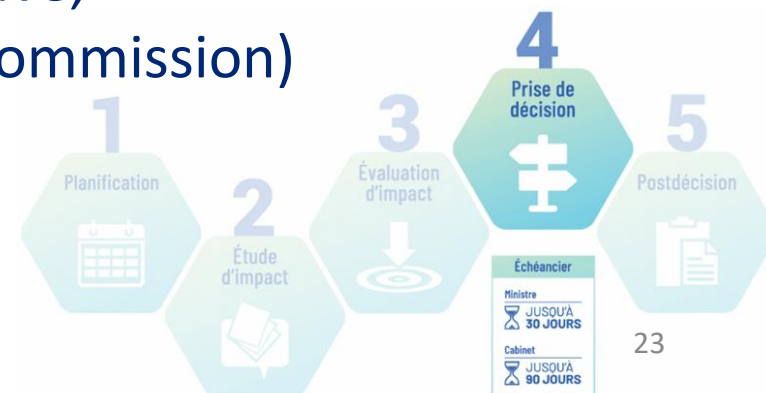 ommission)
1
Planification
2
Étude
d'impact
3
Évaluation
d'impact
4
Prise de
décision
Échéancier
Ministre
JUSQU'À
30 JOURS
Cabinet
JUSQU'À
90 JOURS
5
Postdécision
23